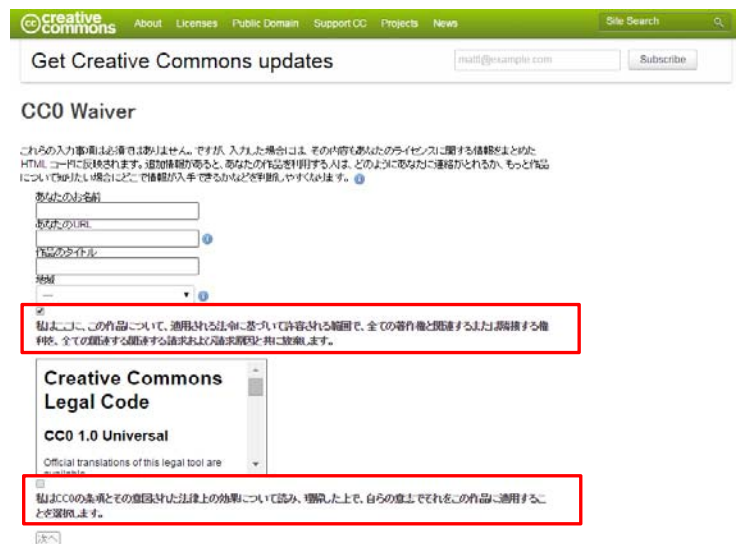 creative commons About Licenses Public Domain Support CC Projects News Site Search
Get Creative Commons updates matt@example.com Subscribe
CC0 Waiver
これらの入力事項は必須ではありません。ですが、入力した場合には、その内容もあなたのライセンスに関する情報をまとめた
HTML コードに反映されます。追加情報があると、あなたの作品を利用する人は、どのようにあなたに連絡がとれるか、もっと作品
について知りたい場合にどこで情報が入手できるかなどを判断しやすくなります。
あなたのお名前
あなたのURL
作品のタイトル
地域
---
私はここに、この作品について、適用される法令に基づいて許容される範囲で、全ての著作権と関連するまたは隣接する権
利を、全ての関連する関連する請求および請求原因と共に放棄します。
Creative Commons
Legal Code
CC0 1.0 Universal
Official translations of this legal tool are
available
私はCC0の条項とその意図された法律上の効果について読み、理解した上で、自らの意志でそれをこの作品に適用するこ
とを選択します。
次へ